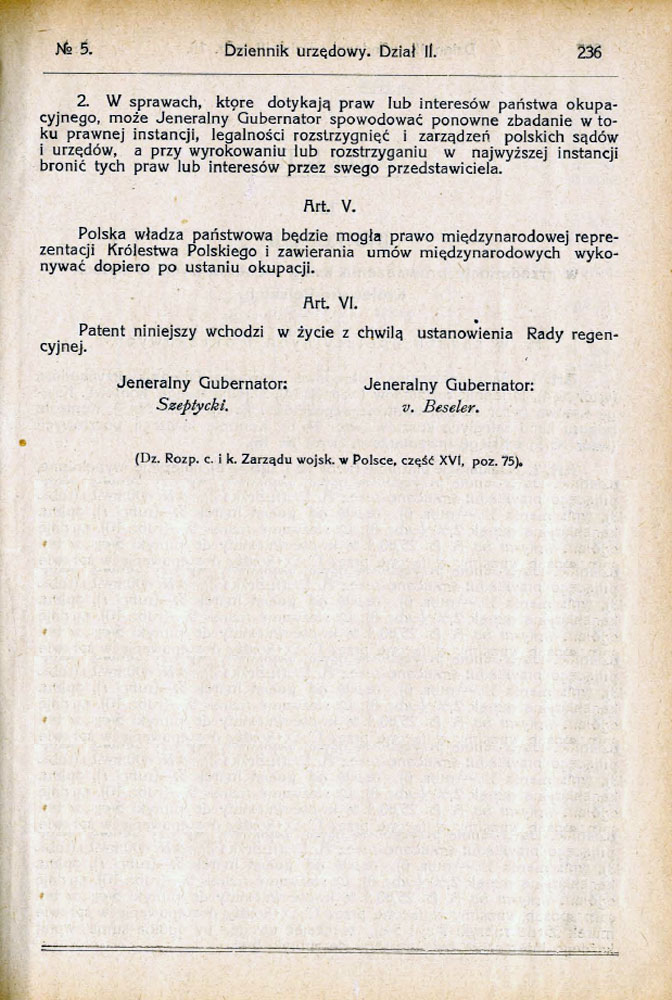 № 5. Dziennik urzędowy. Dział II. 236
2. W sprawach, które dotykają praw lub interesów państwa okupa-
cyjnego, może Jeneralny Gubernator spowodować ponowne zbadanie w to-
ku prawnej instancji, legalności rozstrzygnięć i zarządzeń polskich sądów
i urzędów, a przy wyrokowaniu lub rozstrzyganiu w najwyższej instancji
bronić tych praw lub interesów przez swego przedstawiciela.
Art. V.
Polska władza państwowa będzie mogła prawo międzynarodowej repre-
zentacji Królestwa Polskiego i zawierania umów międzynarodowych wyko-
nywać dopiero po ustaniu okupacji.
Art. VI.
Patent niniejszy wchodzi w życie z chwilą ustanowienia Rady regen-
cyjnej.
Jeneralny Gubernator: Jeneralny Gubernator:
Szeptycki. v. Beseler.
(Dz. Rozp. c. i k. Zarządu wojsk. w Polsce, część XVI, poz. 75).